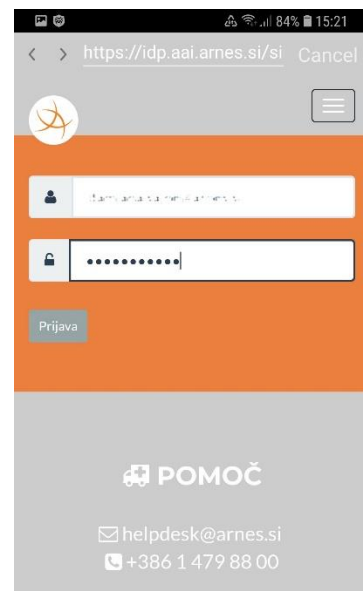 84% 15:21
https://idp.aai.arnes.si/si Cancel
Prijava
POMOČ
helpdesk@arnes.si
+386 1 479 88 00